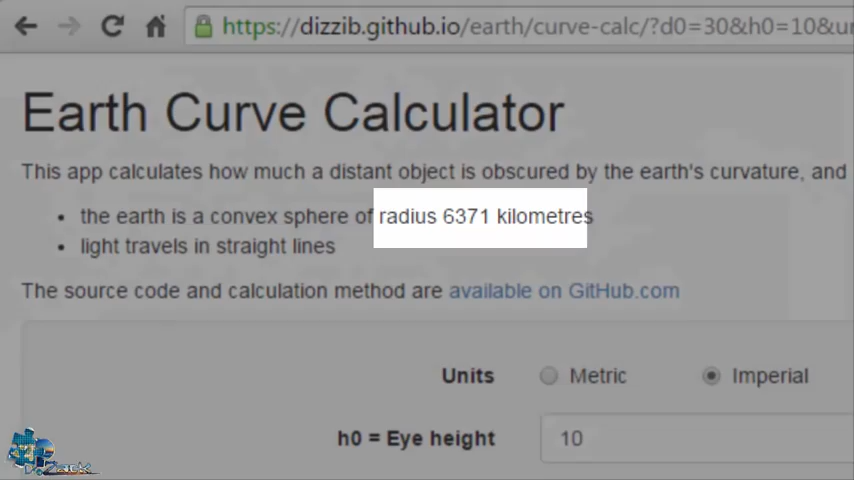 https://dizzib.github.io/earth/curve-calc/?d0=30&h0=10&u
Earth Curve Calculator
This app calculates how much a distant object is obscured by the earth's curvature, and
• the earth is a convex sphere of radius 6371 kilometres
• light travels in straight lines
The source code and calculation method are available on GitHub.com
Units Metric Imperial
h0 = Eye height 10